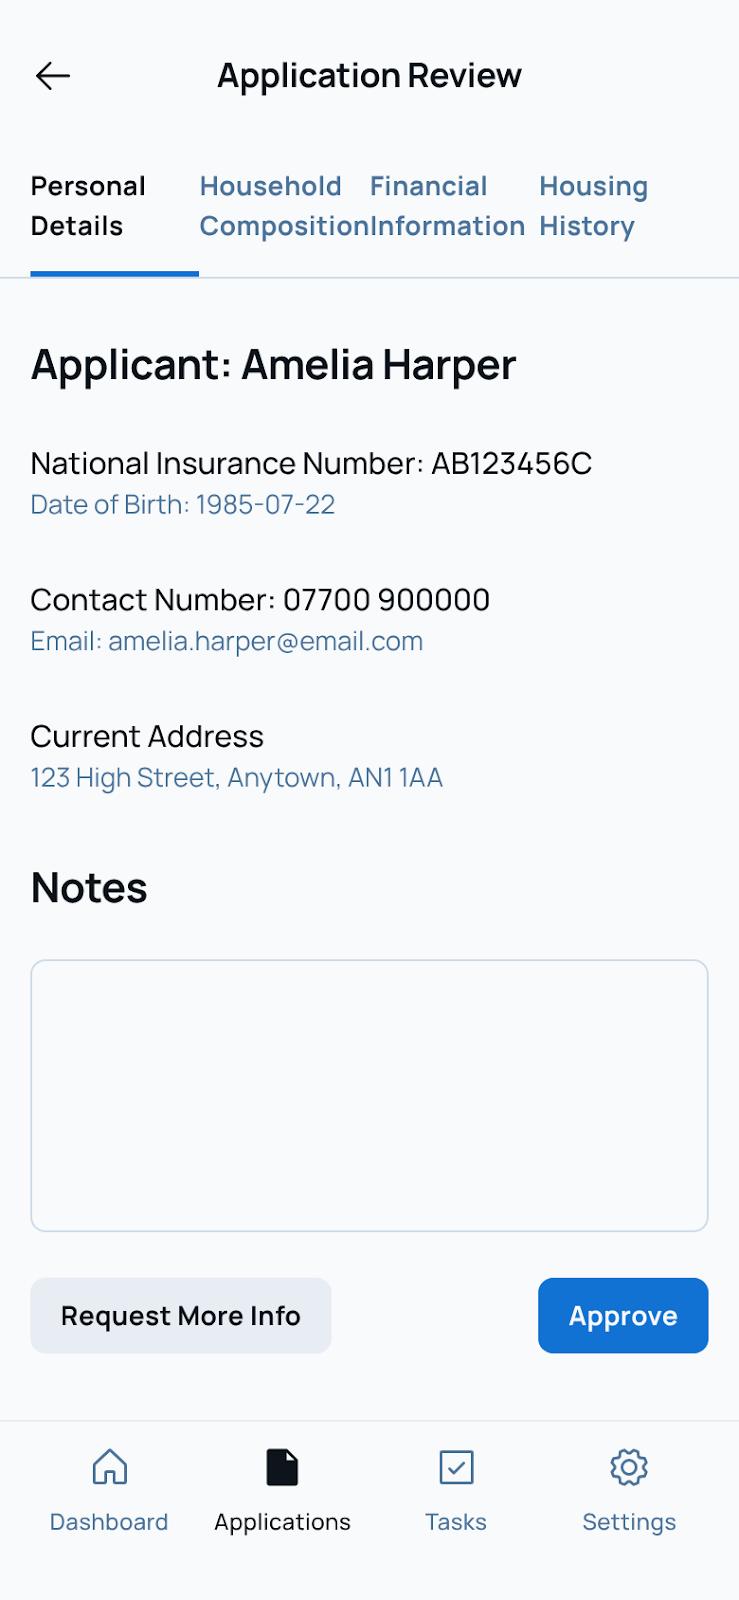 Application Review
Personal Details
Household Composition
Financial Information
Housing History
Applicant: Amelia Harper
National Insurance Number: AB123456C
Date of Birth: 1985-07-22
Contact Number: 07700 900000
Email: amelia.harper@email.com
Current Address
123 High Street, Anytown, AN1 1AA
Notes
Request More Info
Approve
Dashboard
Applications
Tasks
Settings